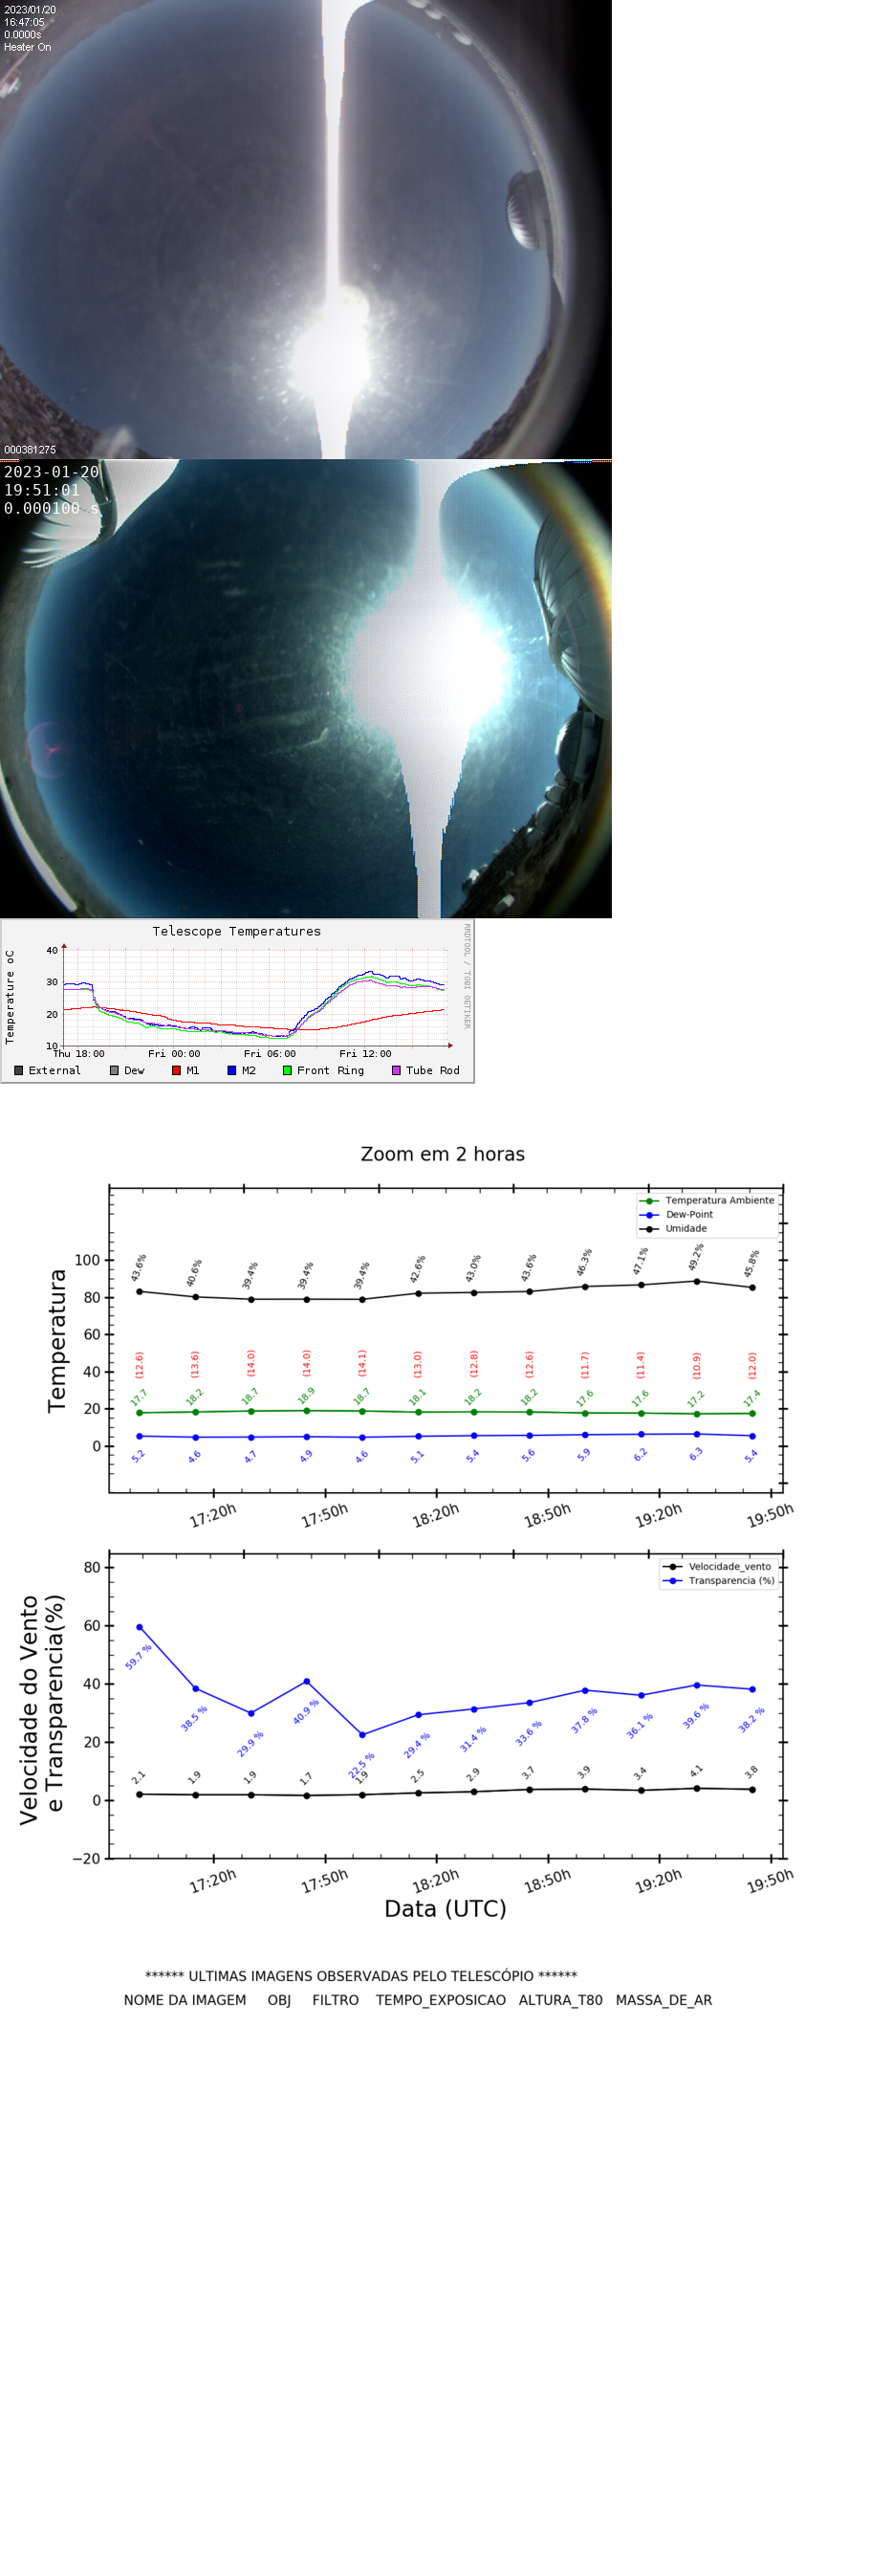 2023/01/20
16:47:05
0.0000s
Heater On
000381275
2023-01-20
19:51:01
0.000100 s
Telescope Temperatures
RRDTOOL / TOBI OETIKER
Temperature oC
40
30
20
10
Thu 18:00 Fri 00:00 Fri 06:00 Fri 12:00
External Dew M1 M2 Front Ring Tube Rod
Zoom em 2 horas
Temperatura Ambiente
Dew-Point
Umidade
Temperatura
100
80
60
40
20
0
43.6% 40.6% 39.4% 39.4% 39.4% 42.6% 43.0% 43.6% 46.3% 47.1% 49.2% 45.8%
(12.6) (13.6) (14.0) (14.0) (14.1) (13.0) (12.8) (12.6) (11.7) (11.4) (10.9) (12.0)
17.7 18.2 18.7 18.9 18.7 18.1 18.2 18.2 17.6 17.6 17.2 17.4
5.2 4.6 4.7 4.9 4.6 5.1 5.4 5.6 5.9 6.2 6.3 5.4
17:20h 17:50h 18:20h 18:50h 19:20h 19:50h
Velocidade_vento
Transparencia (%)
Velocidade do Vento
e Transparencia(%)
80
60
40
20
0
−20
59.7 % 38.5 % 29.9 % 40.9 % 22.5 % 29.4 % 31.4 % 33.6 % 37.8 % 36.1 % 39.6 % 38.2 %
2.1 1.9 1.9 1.7 1.9 2.5 2.9 3.7 3.9 3.4 4.1 3.8
17:20h 17:50h 18:20h 18:50h 19:20h 19:50h
Data (UTC)
****** ULTIMAS IMAGENS OBSERVADAS PELO TELESCÓPIO ******
NOME DA IMAGEM OBJ FILTRO TEMPO_EXPOSICAO ALTURA_T80 MASSA_DE_AR